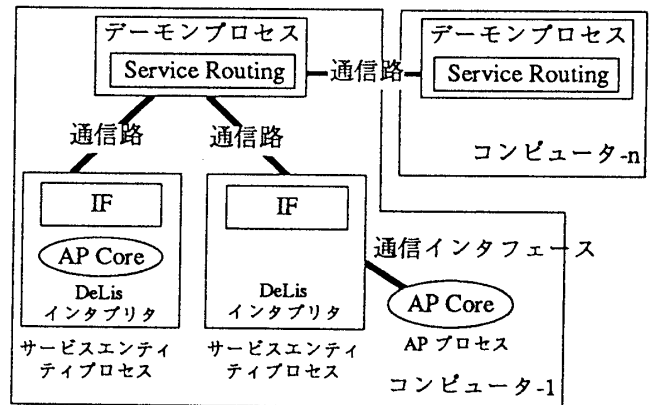 デーモンプロセス
Service Routing
通信路
デーモンプロセス
Service Routing
コンピュータ-n
通信路
通信路
IF
AP Core
DeLis
インタプリタ
サービスエンティ
ティプロセス
IF
DeLis
インタプリタ
サービスエンティ
ティプロセス
通信インタフェース
AP Core
AP プロセス
コンピュータ-1